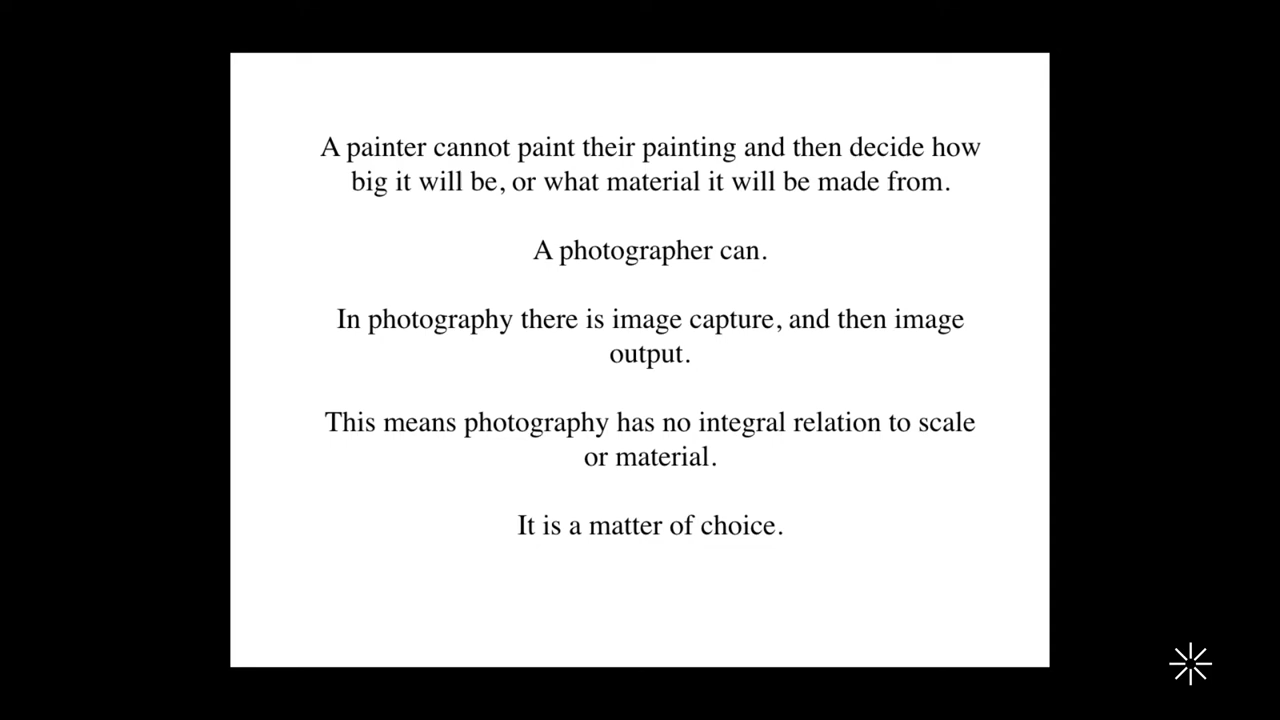 A painter cannot paint their painting and then decide how
big it will be, or what material it will be made from.
A photographer can.
In photography there is image capture, and then image
output.
This means photography has no integral relation to scale
or material.
It is a matter of choice.